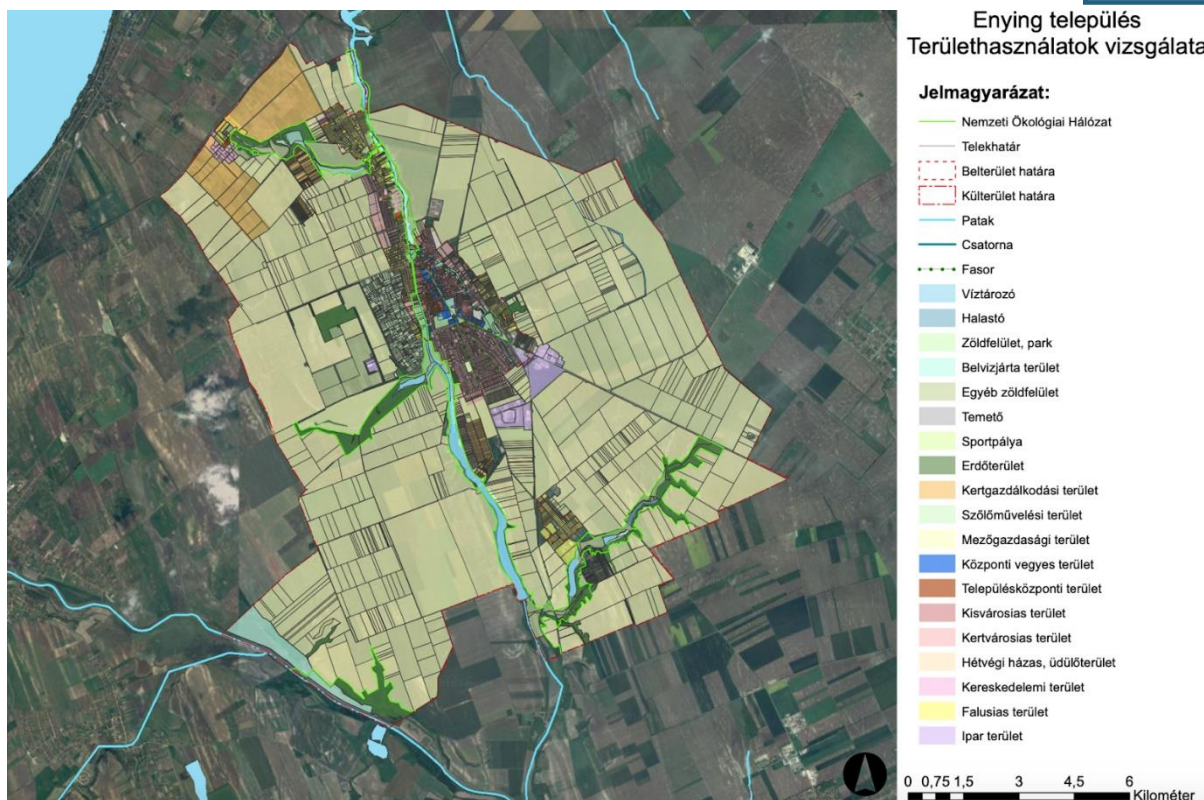 Enying település
Területhasználatok vizsgálata
Jelmagyarázat:
Nemzeti Ökológiai Hálózat
Telekhatár
Belterület határa
Külterület határa
Patak
Csatorna
Fasor
Víztározó
Halastó
Zöldfelület, park
Belvizjárta terület
Egyéb zöldfelület
Temető
Sportpálya
Erdőterület
Kertgazdálkodási terület
Szőlőművelési terület
Mezőgazdasági terület
Központi vegyes terület
Településközponti terület
Kisvárosias terület
Kertvárosias terület
Hétvégi házas, üdülőterület
Kereskedelemi terület
Falusias terület
Ipar terület
0 0,75 1,5 3 4,5 6
Kilométer